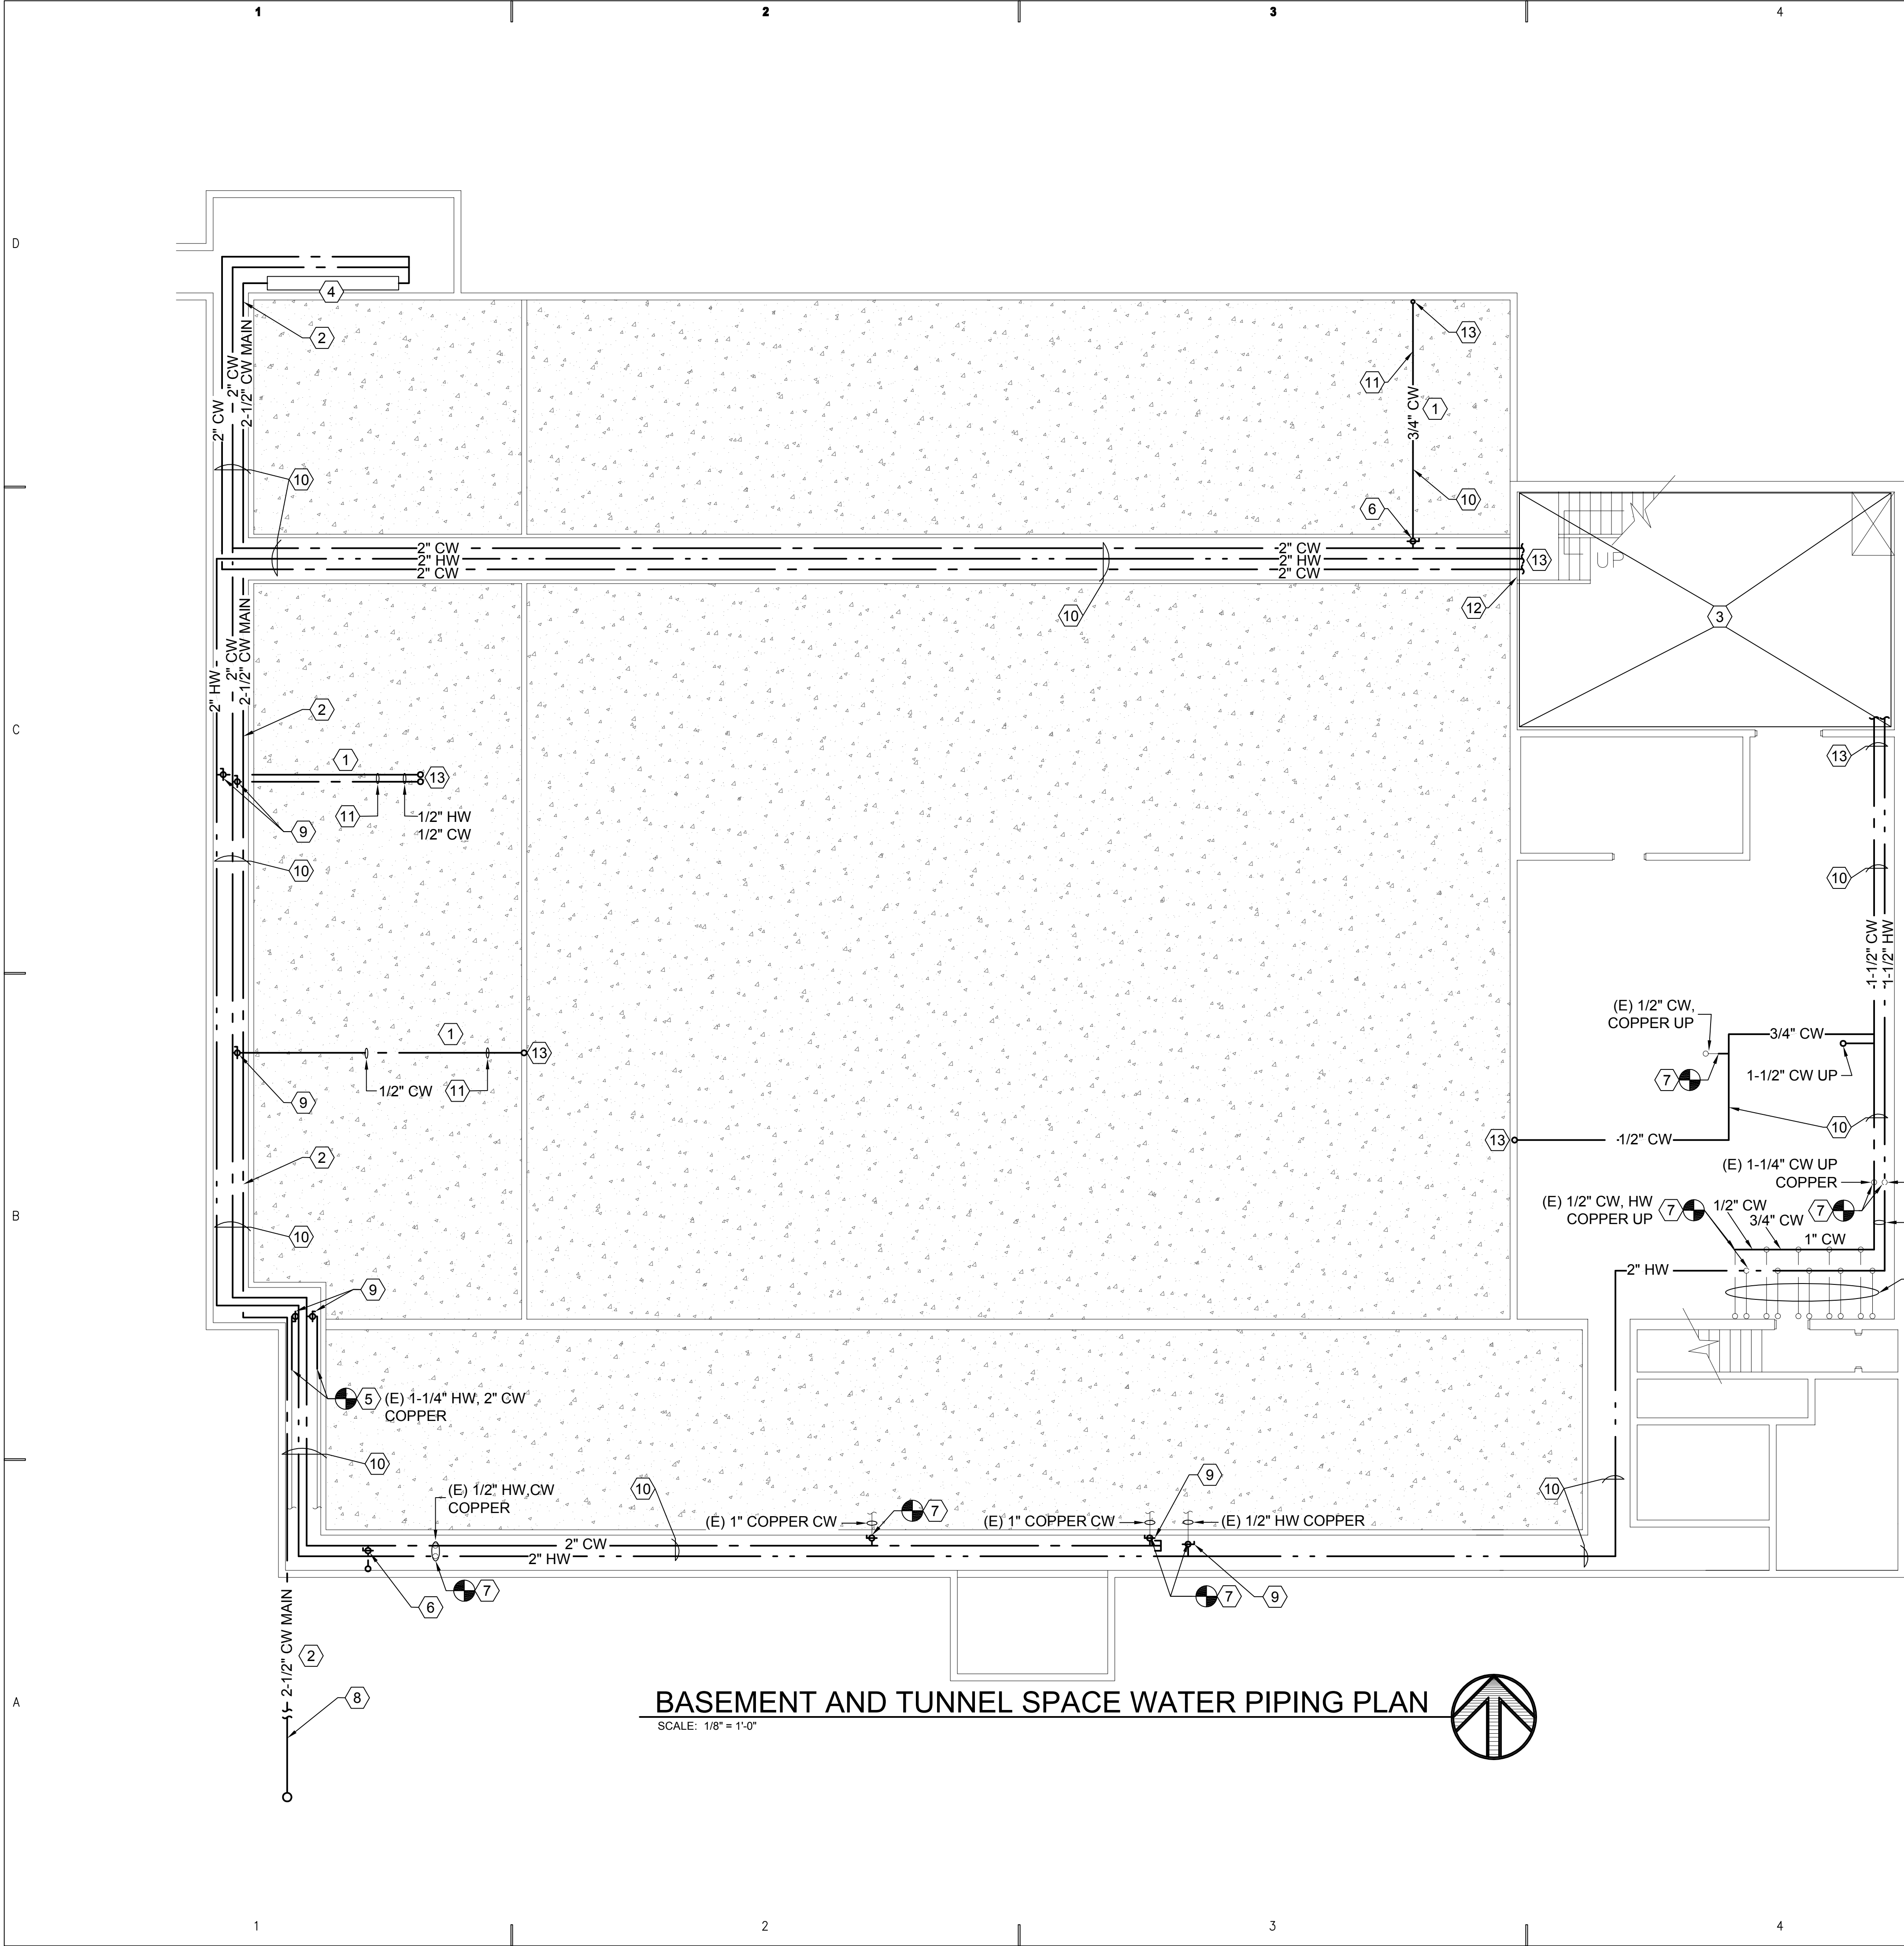 1 2 3 4
D
C
B
A
4
2
2" CW
2" CW
2-1/2" CW MAIN
10
13
11
3/4" CW
1
10
6
2" CW
2" HW
2" CW
2" CW
2" HW
2" CW
13
UP
12
10
3
2" HW
2" CW
2-1/2" CW MAIN
2
1
13
11
1/2" HW
1/2" CW
9
10
13
10
1-1/2" CW
1-1/2" HW
(E) 1/2" CW,
COPPER UP
3/4" CW
7
1-1/2" CW UP
10
1
13
1/2" CW
11
9
13
-1/2" CW
2
(E) 1-1/4" CW UP
COPPER
(E) 1/2" CW, HW
COPPER UP
7
1/2" CW
3/4" CW
7
1" CW
10
2" HW
9
5
(E) 1-1/4" HW, 2" CW
COPPER
10
(E) 1/2" HW,CW
COPPER
10
(E) 1" COPPER CW
7
(E) 1" COPPER CW
9
(E) 1/2" HW COPPER
10
2" CW
2" HW
7
6
7
9
2-1/2" CW MAIN
2
8
BASEMENT AND TUNNEL SPACE WATER PIPING PLAN
SCALE: 1/8" = 1'-0"
1 2 3 4